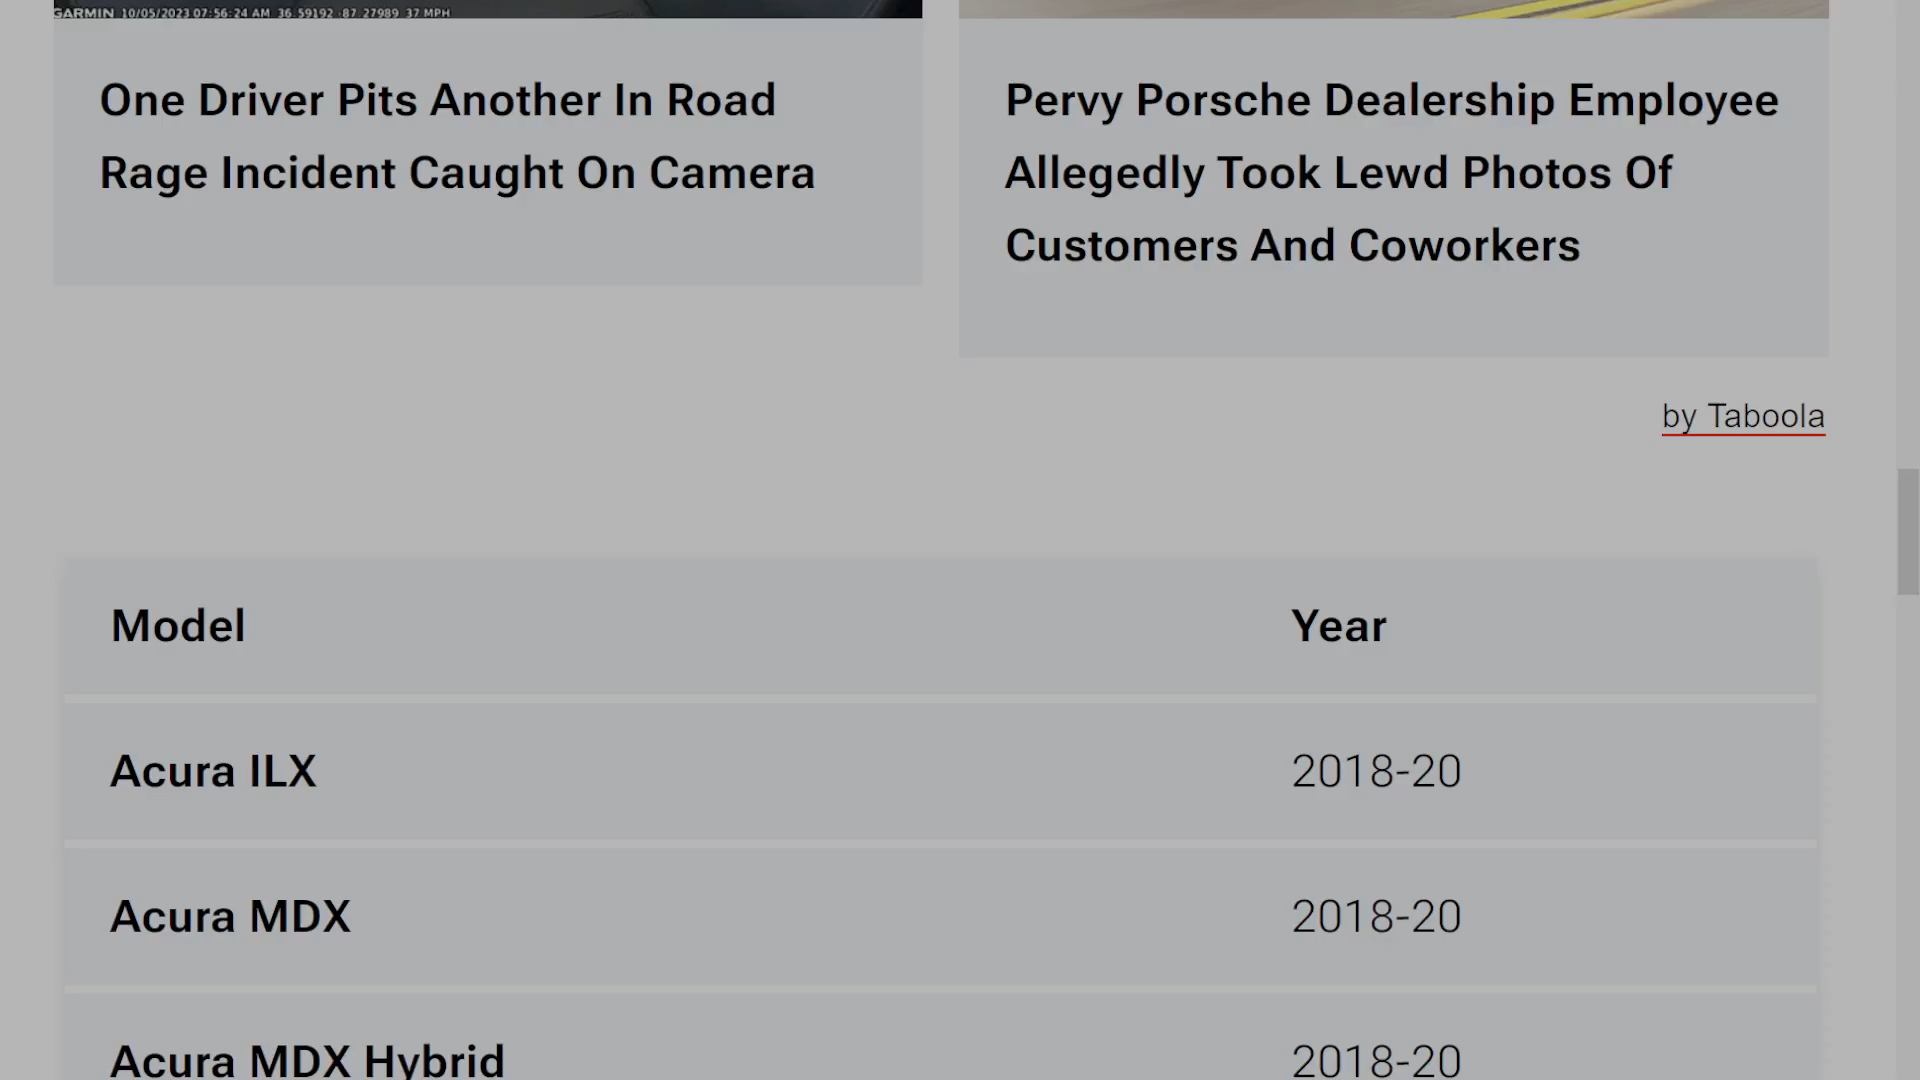 GARMIN 10/05/2023 07:56:24 AM 36.59192 -87.27989 37 MPH
One Driver Pits Another In Road
Rage Incident Caught On Camera
Pervy Porsche Dealership Employee
Allegedly Took Lewd Photos Of
Customers And Coworkers
by Taboola
Model Year
Acura ILX 2018-20
Acura MDX 2018-20
Acura MDX Hybrid 2018-20